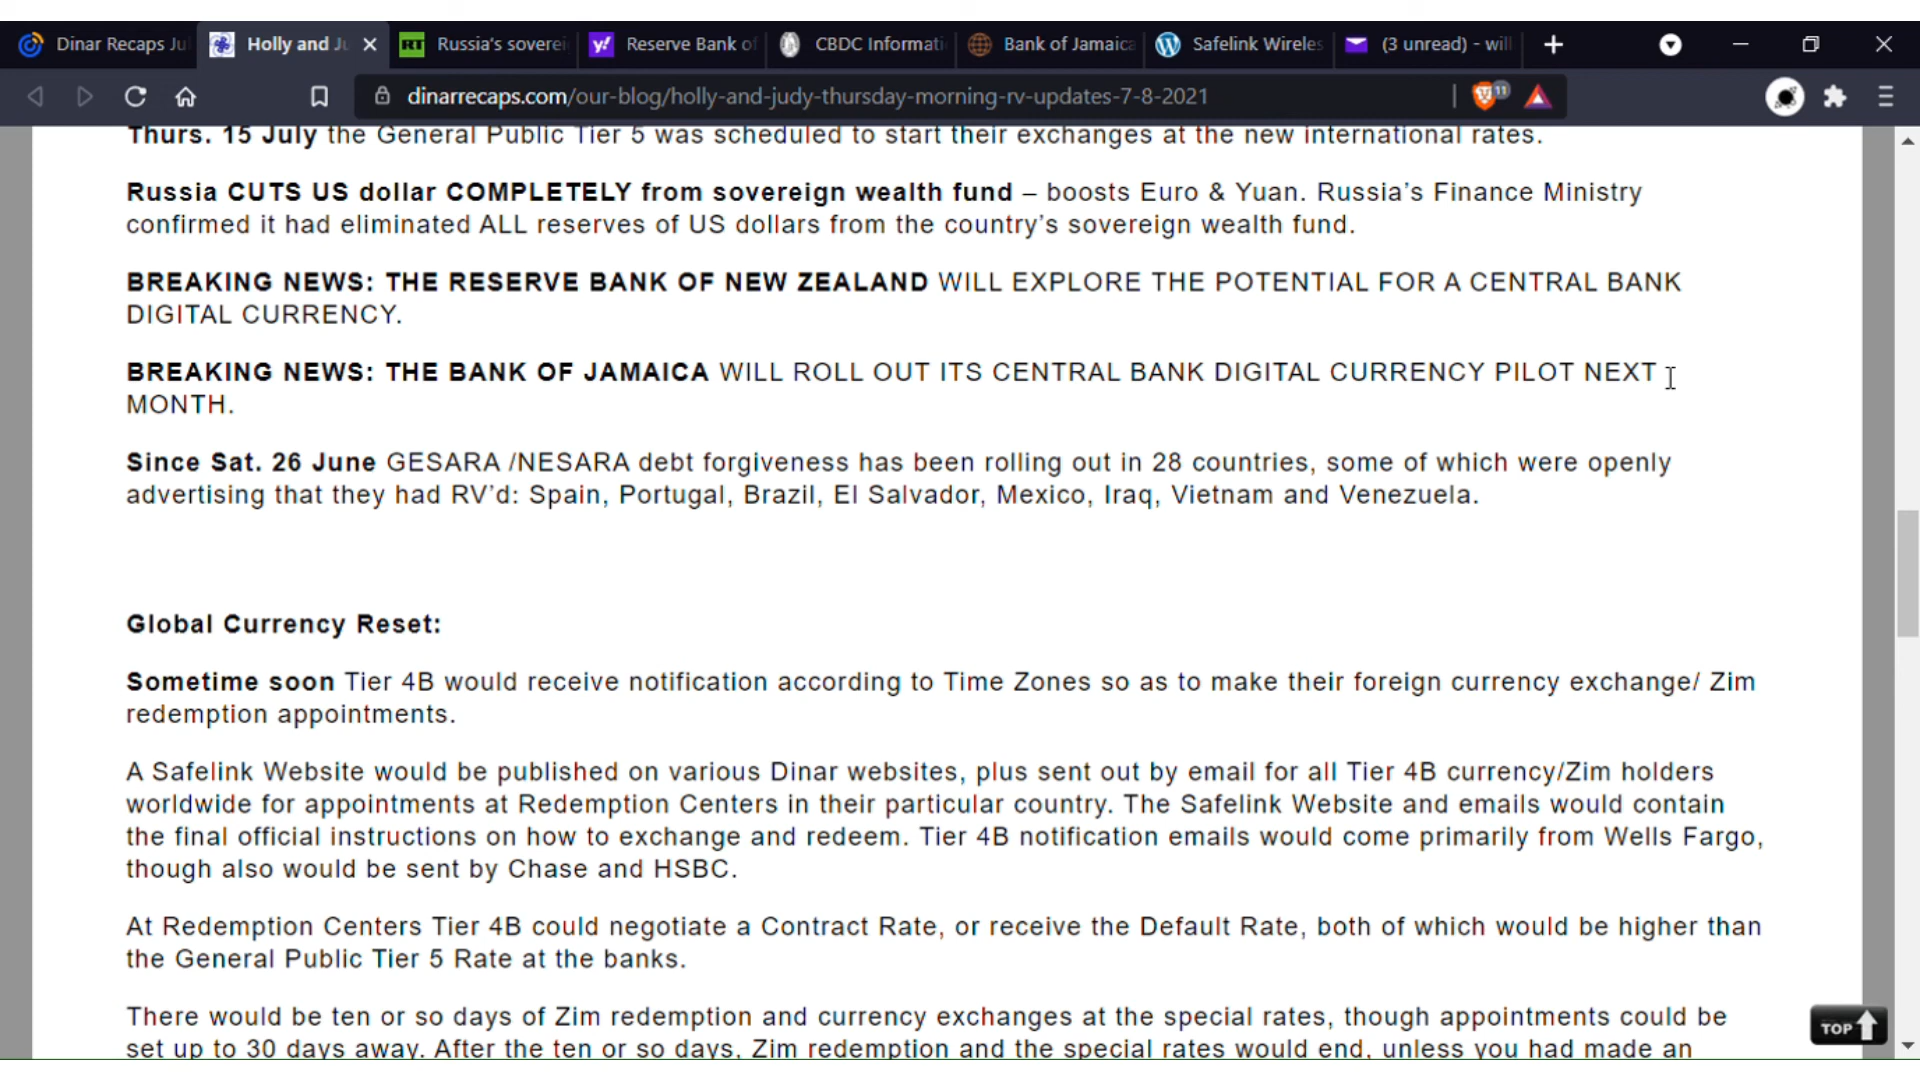 Dinar Recaps Ju
Holly and Ju
RT Russia's soverei
y! Reserve Bank of
CBDC Informati
Bank of Jamaica
Safelink Wireles
(3 unread) - wil
dinarrecaps.com/our-blog/holly-and-judy-thursday-morning-rv-updates-7-8-2021
11
Thurs. 15 July the General Public Tier 5 was scheduled to start their exchanges at the new international rates.
Russia CUTS US dollar COMPLETELY from sovereign wealth fund – boosts Euro & Yuan. Russia's Finance Ministry
confirmed it had eliminated ALL reserves of US dollars from the country's sovereign wealth fund.
BREAKING NEWS: THE RESERVE BANK OF NEW ZEALAND WILL EXPLORE THE POTENTIAL FOR A CENTRAL BANK
DIGITAL CURRENCY.
BREAKING NEWS: THE BANK OF JAMAICA WILL ROLL OUT ITS CENTRAL BANK DIGITAL CURRENCY PILOT NEXT
MONTH.
Since Sat. 26 June GESARA /NESARA debt forgiveness has been rolling out in 28 countries, some of which were openly
advertising that they had RV'd: Spain, Portugal, Brazil, El Salvador, Mexico, Iraq, Vietnam and Venezuela.
Global Currency Reset:
Sometime soon Tier 4B would receive notification according to Time Zones so as to make their foreign currency exchange/ Zim
redemption appointments.
A Safelink Website would be published on various Dinar websites, plus sent out by email for all Tier 4B currency/Zim holders
worldwide for appointments at Redemption Centers in their particular country. The Safelink Website and emails would contain
the final official instructions on how to exchange and redeem. Tier 4B notification emails would come primarily from Wells Fargo,
though also would be sent by Chase and HSBC.
At Redemption Centers Tier 4B could negotiate a Contract Rate, or receive the Default Rate, both of which would be higher than
the General Public Tier 5 Rate at the banks.
There would be ten or so days of Zim redemption and currency exchanges at the special rates, though appointments could be
set up to 30 days away. After the ten or so days, Zim redemption and the special rates would end, unless you had made an
TOP